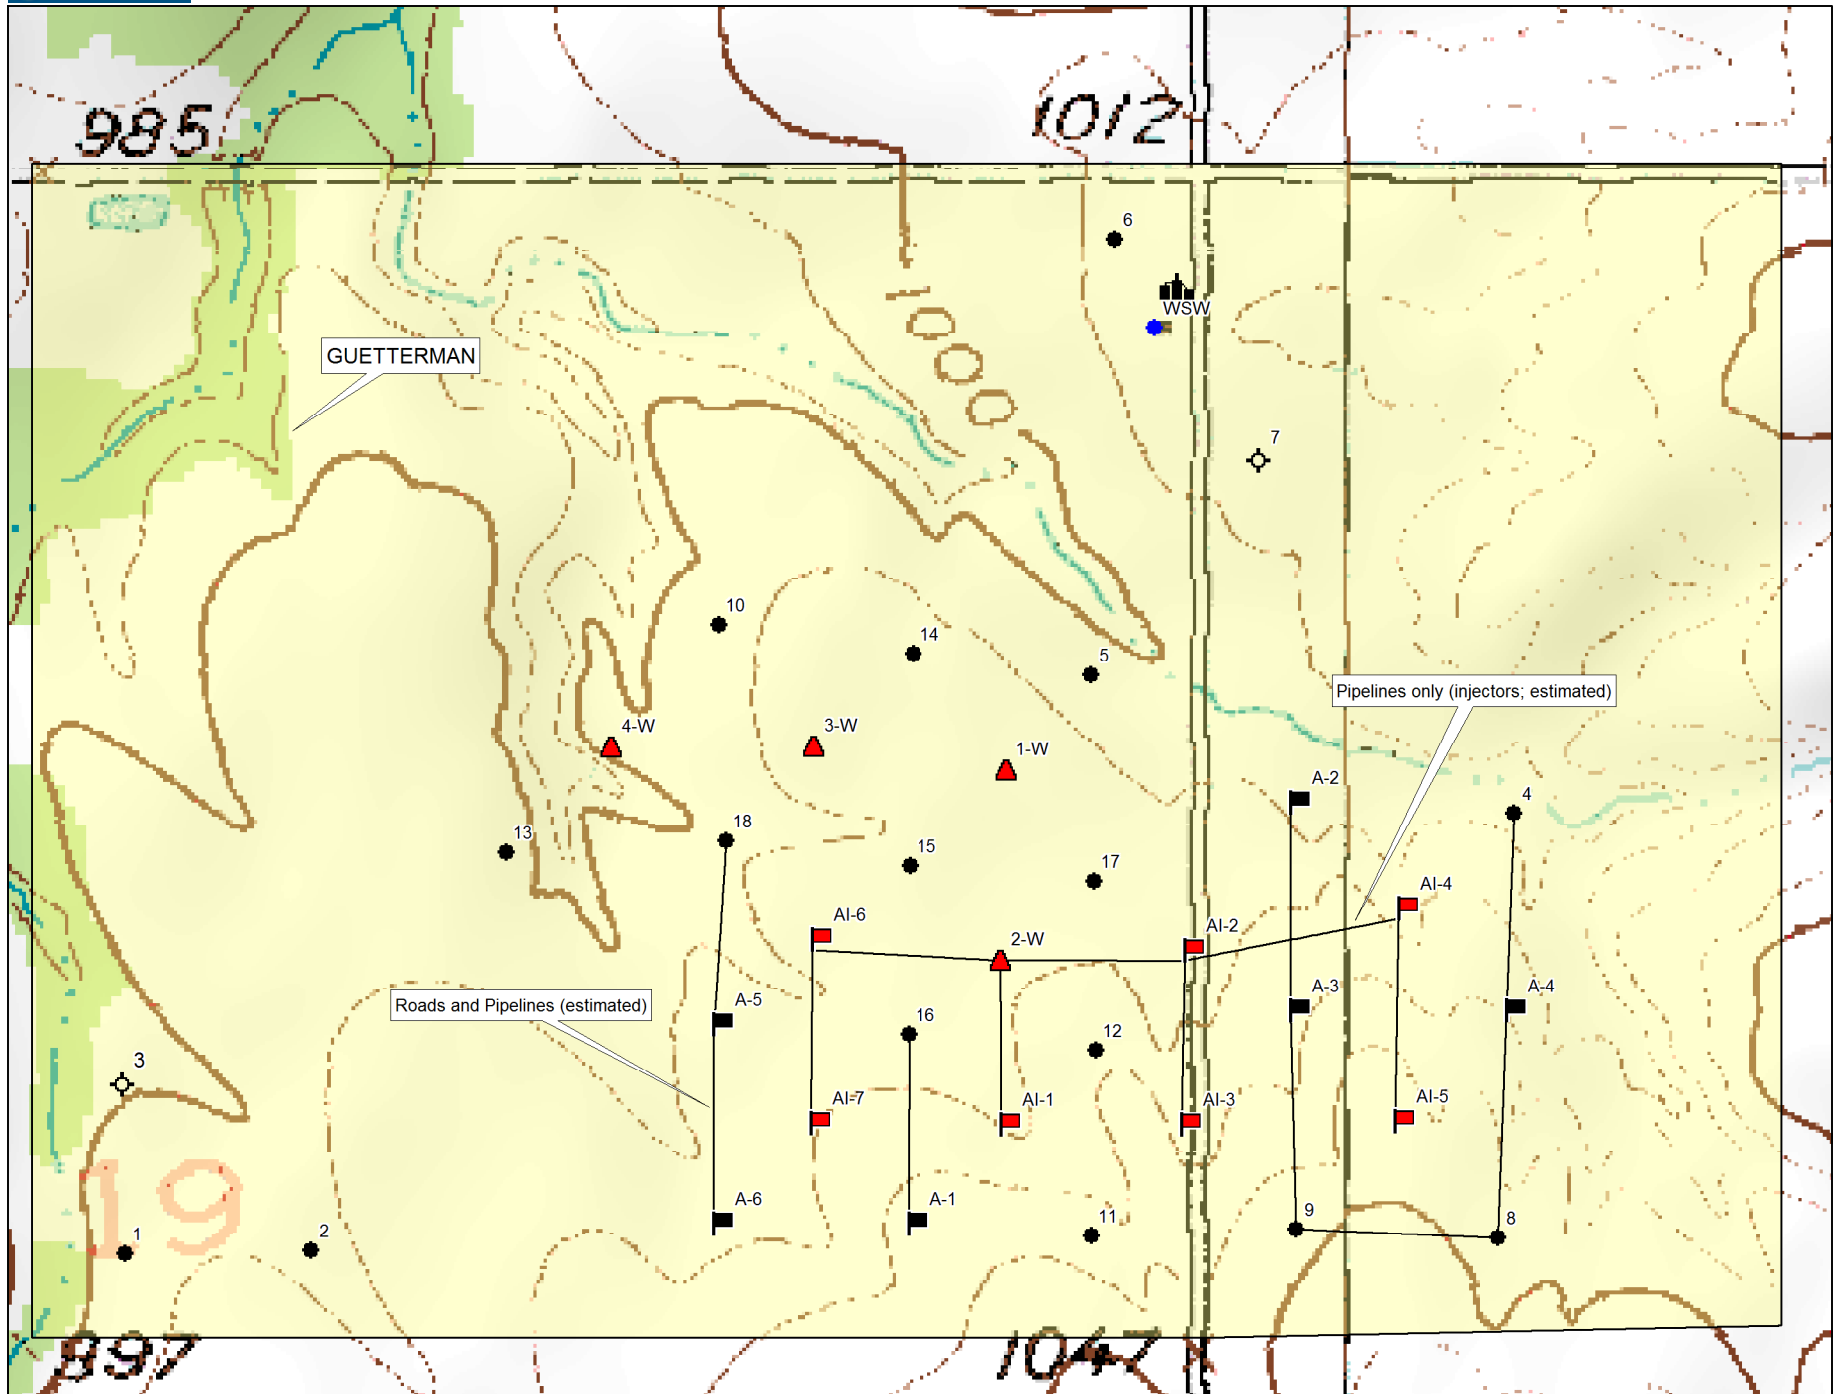 985
1012
6
WSW
1000
GUETTERMAN
7
10
14
5
Pipelines only (injectors; estimated)
4-W
3-W
1-W
A-2
4
18
13
15
17
AI-4
AI-6
AI-2
2-W
A-5
A-3
A-4
Roads and Pipelines (estimated)
16
12
3
AI-7
AI-1
AI-3
AI-5
19
A-6
A-1
11
9
8
1
2
997
1047